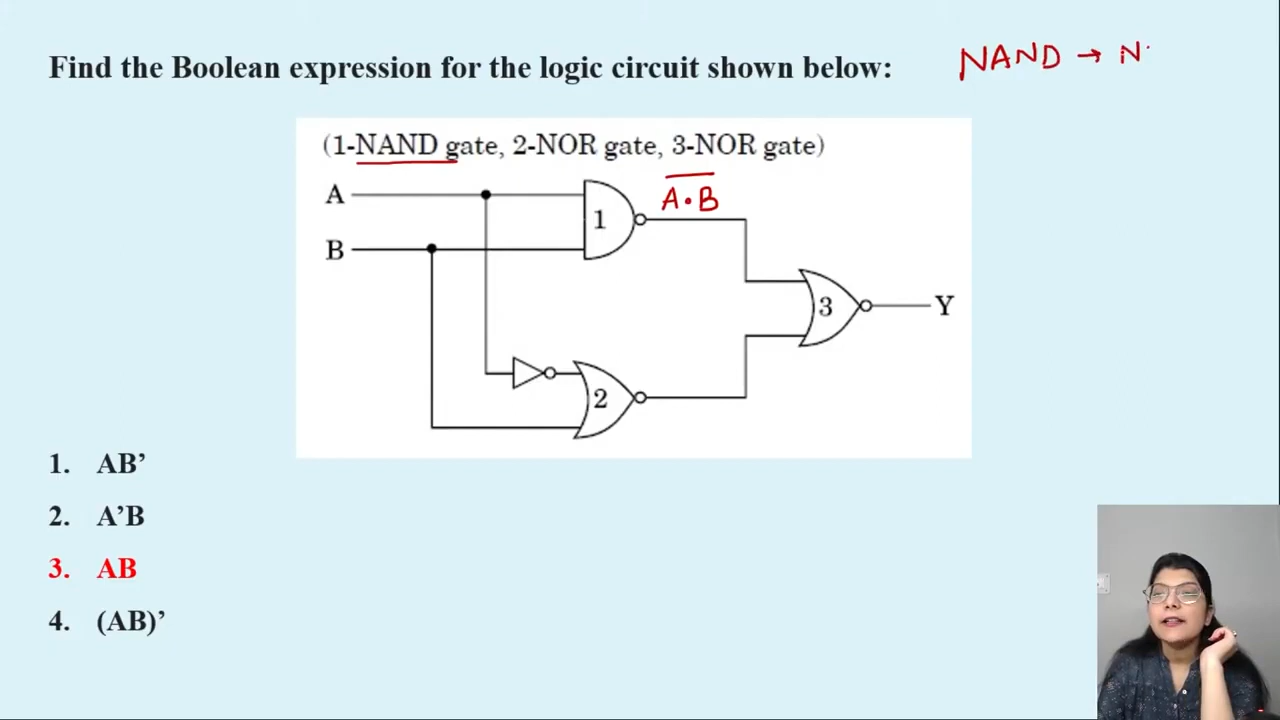 Find the Boolean expression for the logic circuit shown below:
NAND → N
(1-NAND gate, 2-NOR gate, 3-NOR gate)
A
A·B
1
B
3
Y
2
1. AB’
2. A’B
3. AB
4. (AB)’